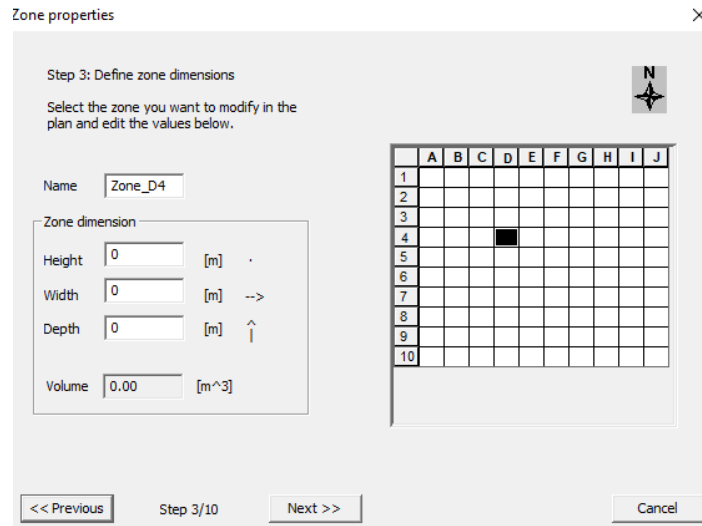 Zone properties
Step 3: Define zone dimensions
N
Select the zone you want to modify in the
plan and edit the values below.
A B C D E F G H I J
1
2
3
4
5
6
7
8
9
10
Name Zone_D4
Zone dimension
Height 0 [m] .
Width 0 [m] -->
Depth 0 [m] ^
|
Volume 0.00 [m^3]
<< Previous Step 3/10 Next >> Cancel